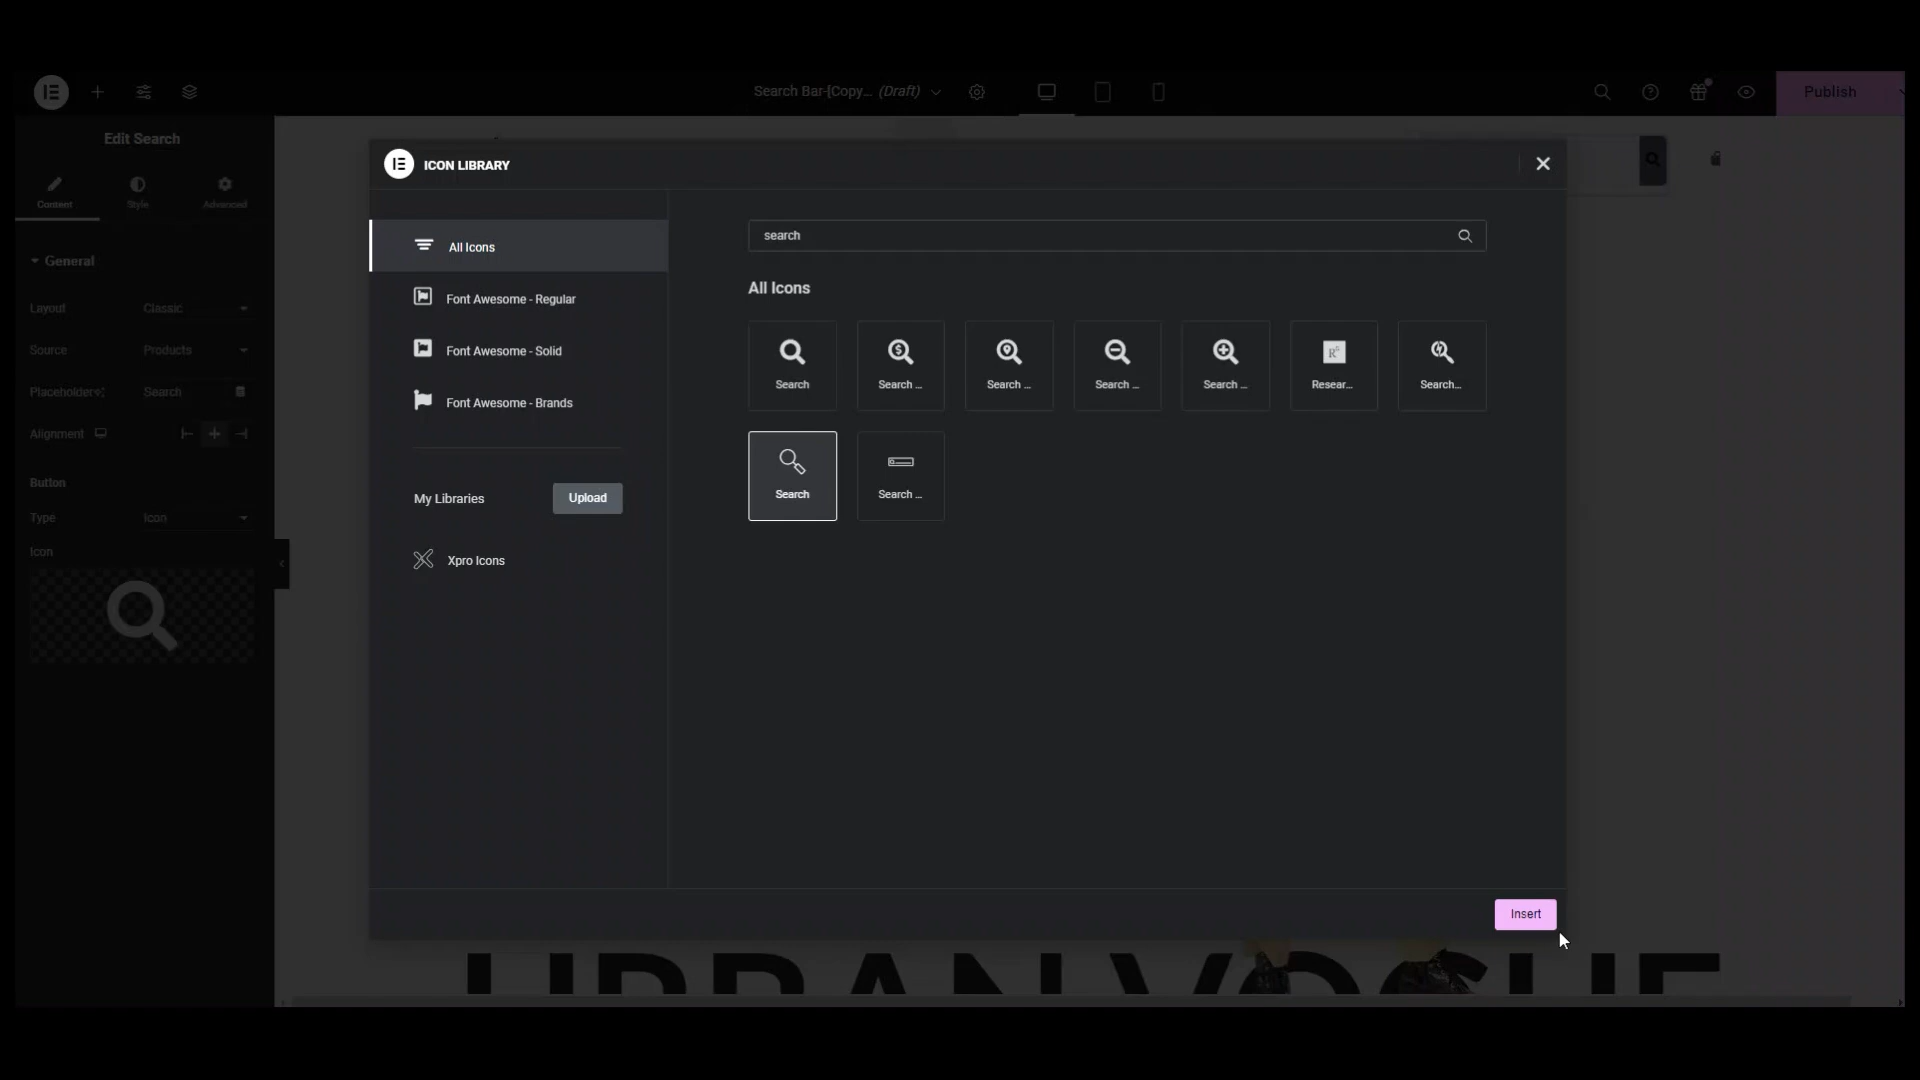 Search Bar-[Copy... (Draft)
Publish
Edit Search
Content
Style
Advanced
General
Layout
Classic
Source
Products
Placeholder
Search
Alignment
Button
Type
Icon
Icon
ICON LIBRARY
All Icons
Font Awesome - Regular
Font Awesome - Solid
Font Awesome - Brands
My Libraries
Upload
Xpro Icons
search
All Icons
Search
Search ...
Search ...
Search ...
Search ...
Resear...
Search...
Search
Search ...
Insert
URBAN VOGUE